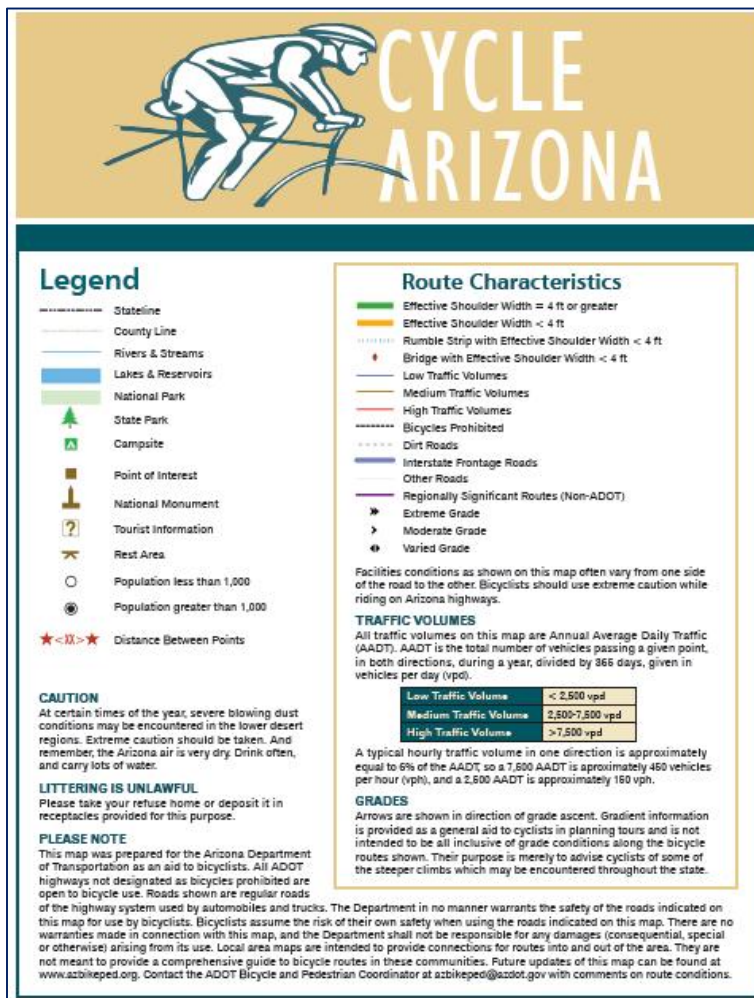 CYCLE
ARIZONA
Legend
Stateline
County Line
Rivers & Streams
Lakes & Reservoirs
National Park
State Park
Campsite
Point of Interest
National Monument
?
Tourist Information
Rest Area
Population less than 1,000
Population greater than 1,000
<XX>
Distance Between Points
CAUTION
At certain times of the year, severe blowing dust
conditions may be encountered in the lower desert
regions. Extreme caution should be taken. And
remember, the Arizona air is very dry. Drink often,
and carry lots of water.
LITTERING IS UNLAWFUL
Please take your refuse home or deposit it in
receptacles provided for this purpose.
PLEASE NOTE
This map was prepared for the Arizona Department
of Transportation as an aid to bicyclists. All ADOT
highways not designated as bicycles prohibited are
open to bicycle use. Roads shown are regular roads
of the highway system used by automobiles and trucks. The Department in no manner warrants the safety of the roads indicated on
this map for use by bicyclists. Bicyclists assume the risk of their own safety when using the roads indicated on this map. There are no
warranties made in connection with this map, and the Department shall not be responsible for any damages (consequential, special
or otherwise) arising from its use. Local area maps are intended to provide connections for routes into and out of the area. They are
not meant to provide a comprehensive guide to bicycle routes in these communities. Future updates of this map can be found at
www.azbikeped.org. Contact the ADOT Bicycle and Pedestrian Coordinator at azbikeped@azdot.gov with comments on route conditions.
Route Characteristics
Effective Shoulder Width = 4 ft or greater
Effective Shoulder Width < 4 ft
Rumble Strip with Effective Shoulder Width < 4 ft
Bridge with Effective Shoulder Width < 4 ft
Low Traffic Volumes
Medium Traffic Volumes
High Traffic Volumes
Bicycles Prohibited
Dirt Roads
Interstate Frontage Roads
Other Roads
Regionally Significant Routes (Non-ADOT)
Extreme Grade
Moderate Grade
Varied Grade
Facilities conditions as shown on this map often vary from one side
of the road to the other. Bicyclists should use extreme caution while
riding on Arizona highways.
TRAFFIC VOLUMES
All traffic volumes on this map are Annual Average Daily Traffic
(AADT). AADT is the total number of vehicles passing a given point,
in both directions, during a year, divided by 365 days, given in
vehicles per day (vpd).
Low Traffic Volume < 2,500 vpd
Medium Traffic Volume 2,500-7,500 vpd
High Traffic Volume >7,500 vpd
A typical hourly traffic volume in one direction is approximately
equal to 6% of the AADT, so a 7,500 AADT is aproximately 450 vehicles
per hour (vph), and a 2,500 AADT is approximately 150 vph.
GRADES
Arrows are shown in direction of grade ascent. Gradient information
is provided as a general aid to cyclists in planning tours and is not
intended to be all inclusive of grade conditions along the bicycle
routes shown. Their purpose is merely to advise cyclists of some of
the steeper climbs which may be encountered throughout the state.